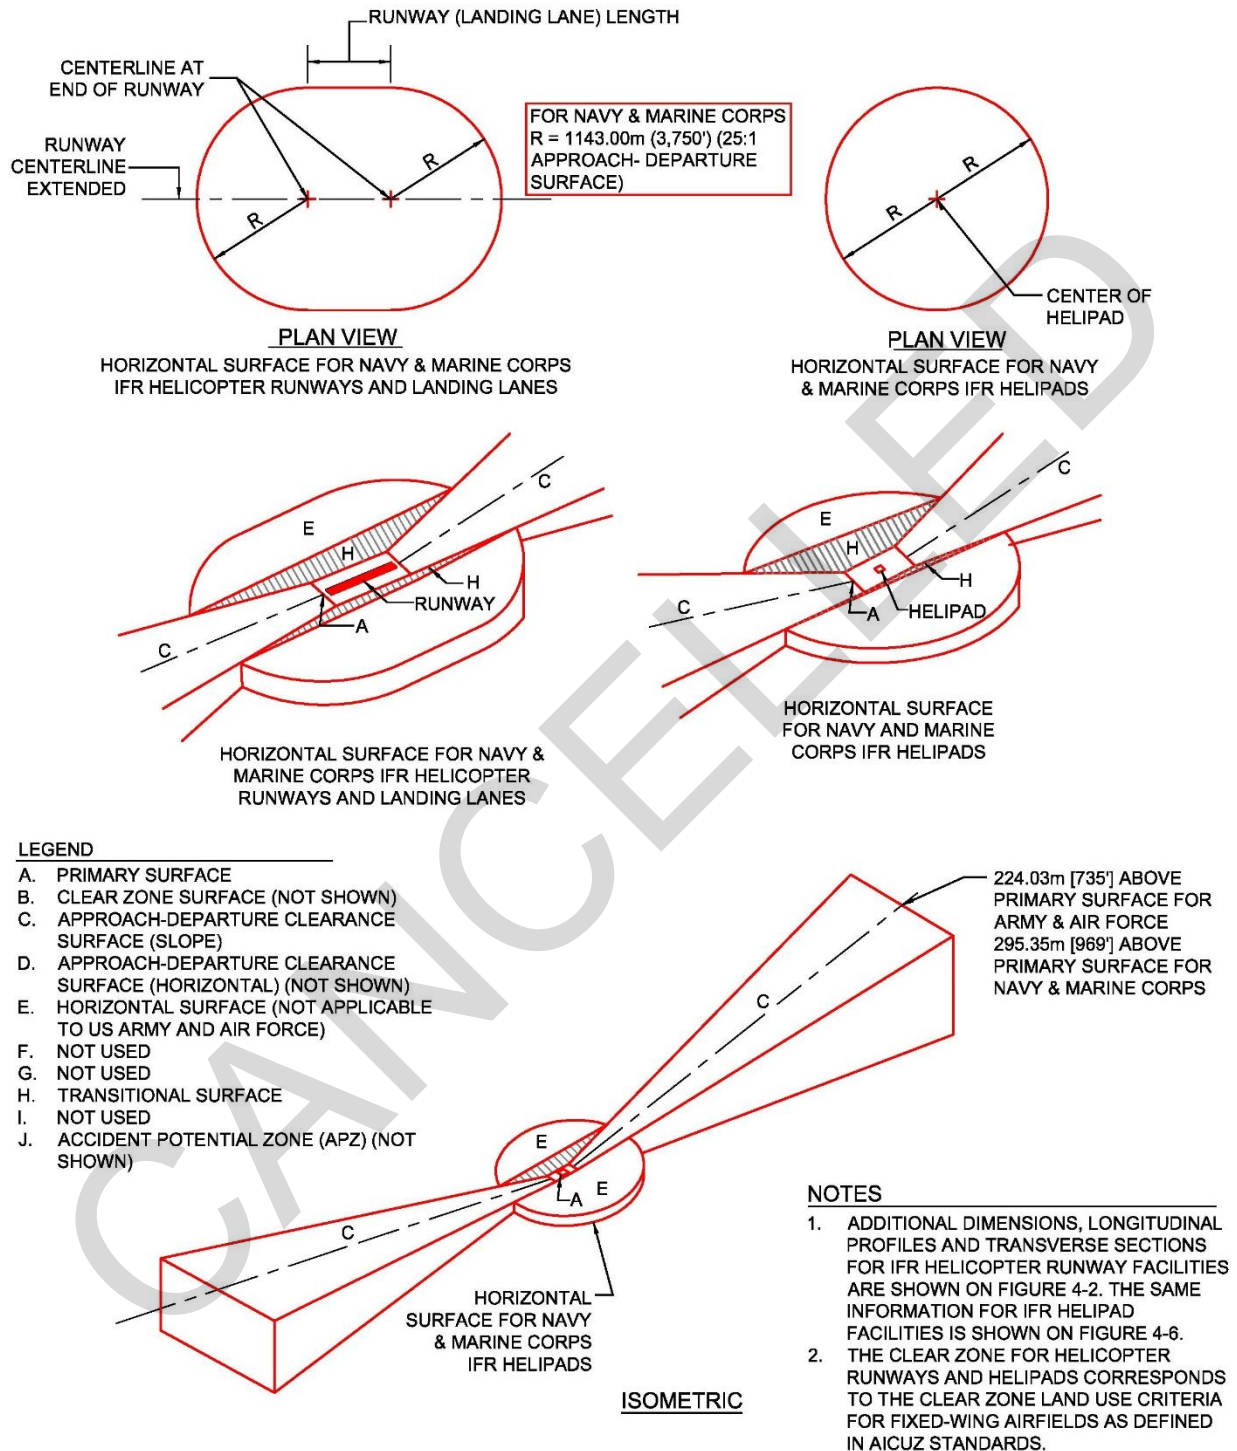 RUNWAY (LANDING LANE) LENGTH
CENTERLINE AT
END OF RUNWAY
RUNWAY
CENTERLINE
EXTENDED
R
R
FOR NAVY & MARINE CORPS
R = 1143.00m (3,750') (25:1
APPROACH- DEPARTURE
SURFACE)
R
R
CENTER OF
HELIPAD
PLAN VIEW
HORIZONTAL SURFACE FOR NAVY & MARINE CORPS
IFR HELICOPTER RUNWAYS AND LANDING LANES
PLAN VIEW
HORIZONTAL SURFACE FOR NAVY
& MARINE CORPS IFR HELIPADS
E
H
C
H
RUNWAY
A
C
HORIZONTAL SURFACE FOR NAVY &
MARINE CORPS IFR HELICOPTER
RUNWAYS AND LANDING LANES
E
H
C
H
HELIPAD
A
C
HORIZONTAL SURFACE
FOR NAVY AND MARINE
CORPS IFR HELIPADS
LEGEND
A. PRIMARY SURFACE
B. CLEAR ZONE SURFACE (NOT SHOWN)
C. APPROACH-DEPARTURE CLEARANCE
SURFACE (SLOPE)
D. APPROACH-DEPARTURE CLEARANCE
SURFACE (HORIZONTAL) (NOT SHOWN)
E. HORIZONTAL SURFACE (NOT APPLICABLE
TO US ARMY AND AIR FORCE)
F. NOT USED
G. NOT USED
H. TRANSITIONAL SURFACE
I. NOT USED
J. ACCIDENT POTENTIAL ZONE (APZ) (NOT
SHOWN)
224.03m [735'] ABOVE
PRIMARY SURFACE FOR
ARMY & AIR FORCE
295.35m [969'] ABOVE
PRIMARY SURFACE FOR
NAVY & MARINE CORPS
C
E
E
A
C
HORIZONTAL
SURFACE FOR NAVY
& MARINE CORPS
IFR HELIPADS
ISOMETRIC
NOTES
1. ADDITIONAL DIMENSIONS, LONGITUDINAL
PROFILES AND TRANSVERSE SECTIONS
FOR IFR HELICOPTER RUNWAY FACILITIES
ARE SHOWN ON FIGURE 4-2. THE SAME
INFORMATION FOR IFR HELIPAD
FACILITIES IS SHOWN ON FIGURE 4-6.
2. THE CLEAR ZONE FOR HELICOPTER
RUNWAYS AND HELIPADS CORRESPONDS
TO THE CLEAR ZONE LAND USE CRITERIA
FOR FIXED-WING AIRFIELDS AS DEFINED
IN AICUZ STANDARDS.
CANCELLED